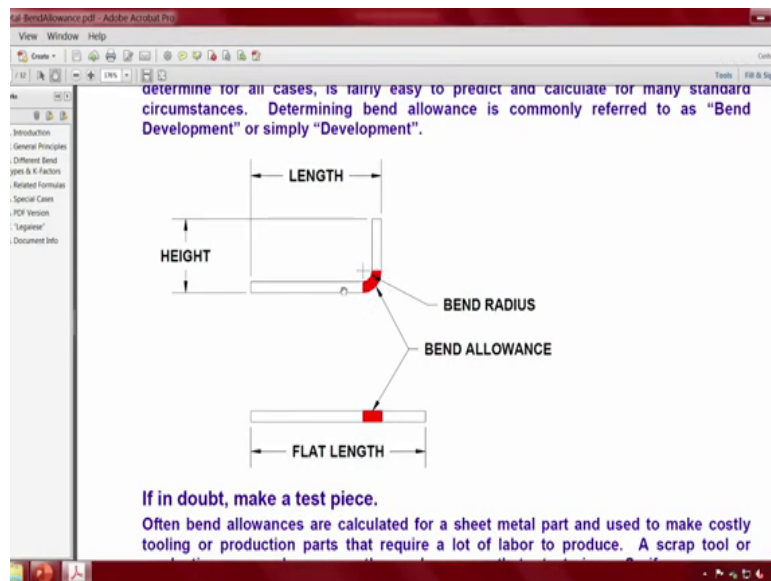 tal-BendAllowance.pdf - Adobe Acrobat Pro
View Window Help
Create
/ 12
176%
Tools
Fill & Sig
Introduction
General Principles
Different Bend
ypes & K-Factors
Related Formulas
Special Cases
PDF Version
"Legalese"
Document Info
determine for all cases, is fairly easy to predict and calculate for many standard
circumstances. Determining bend allowance is commonly referred to as "Bend
Development" or simply "Development".
LENGTH
HEIGHT
BEND RADIUS
BEND ALLOWANCE
FLAT LENGTH
If in doubt, make a test piece.
Often bend allowances are calculated for a sheet metal part and used to make costly
tooling or production parts that require a lot of labor to produce. A scrap tool or